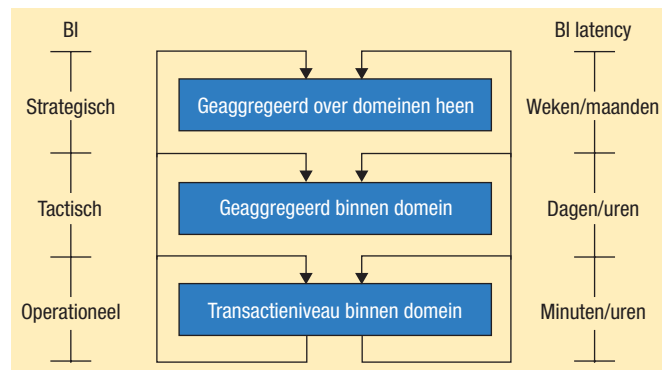 BI
BI latency
Strategisch
Geaggregeerd over domeinen heen
Weken/maanden
Tactisch
Geaggregeerd binnen domein
Dagen/uren
Operationeel
Transactieniveau binnen domein
Minuten/uren